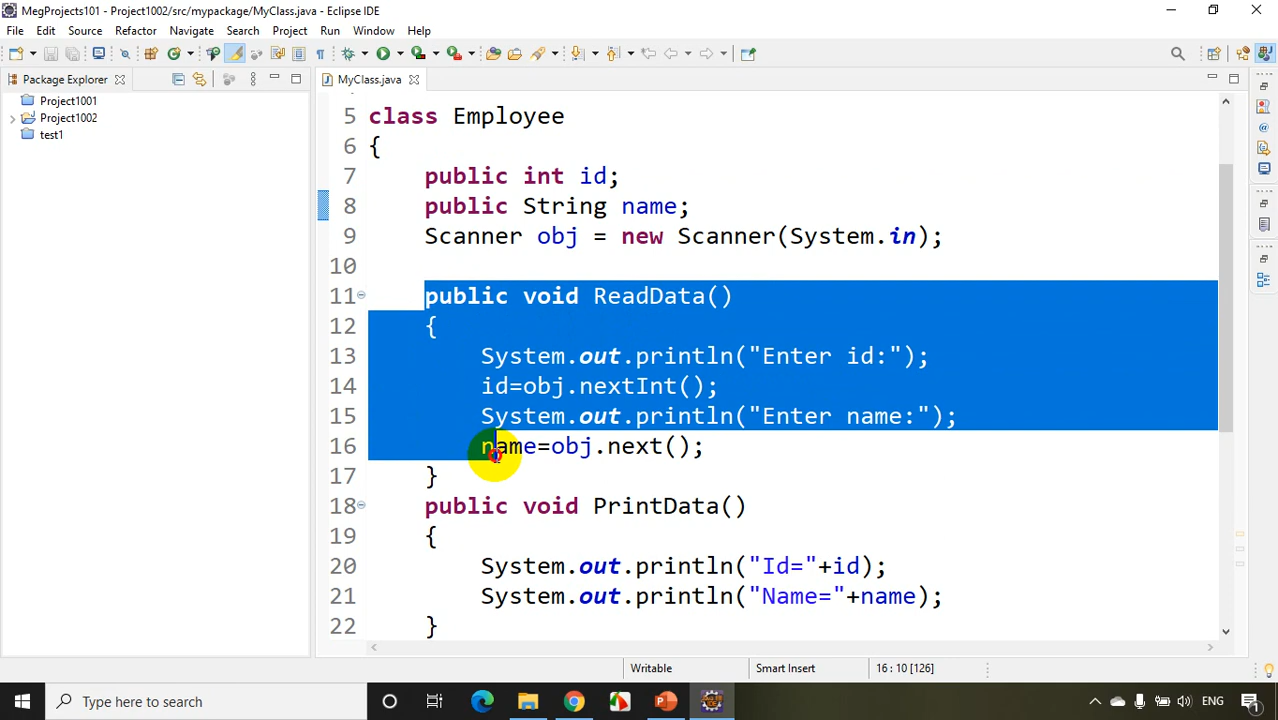 MegProjects101 - Project1002/src/mypackage/MyClass.java - Eclipse IDE
File Edit Source Refactor Navigate Search Project Run Window Help
Package Explorer
MyClass.java
Project1001
Project1002
test1
5 class Employee
6 {
7 public int id;
8 public String name;
9 Scanner obj = new Scanner(System.in);
10
11 public void ReadData()
12 {
13 System.out.println("Enter id:");
14 id=obj.nextInt();
15 System.out.println("Enter name:");
16 name=obj.next();
17 }
18 public void PrintData()
19 {
20 System.out.println("Id="+id);
21 System.out.println("Name="+name);
22 }
Writable Smart Insert 16 : 10 [126]
Type here to search
ENG